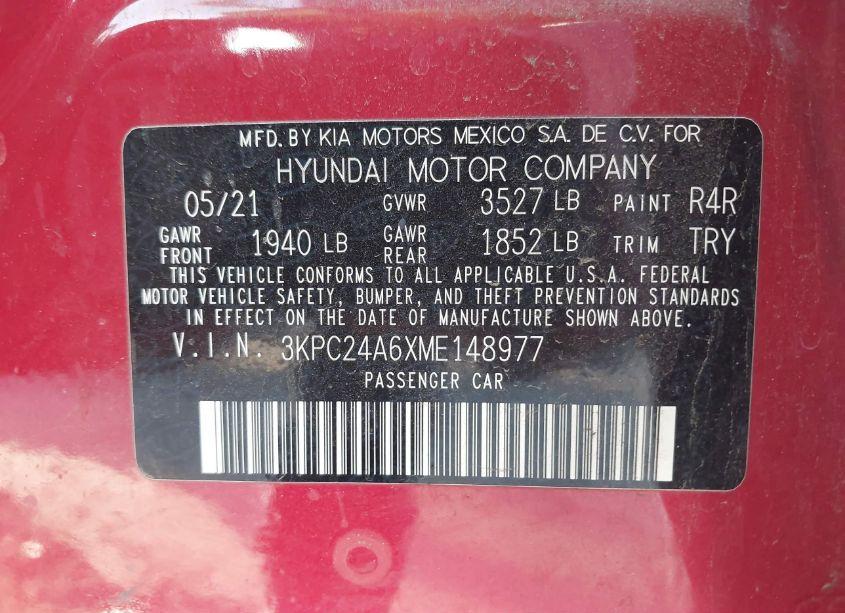 MFD. BY KIA MOTORS MEXICO S.A. DE C.V. FOR
HYUNDAI MOTOR COMPANY
05/21 GVWR 3527 LB PAINT R4R
GAWR FRONT 1940 LB GAWR REAR 1852 LB TRIM TRY
THIS VEHICLE CONFORMS TO ALL APPLICABLE U.S.A. FEDERAL
MOTOR VEHICLE SAFETY, BUMPER, AND THEFT PREVENTION STANDARDS
IN EFFECT ON THE DATE OF MANUFACTURE SHOWN ABOVE.
V.I.N. 3KPC24A6XME148977
PASSENGER CAR